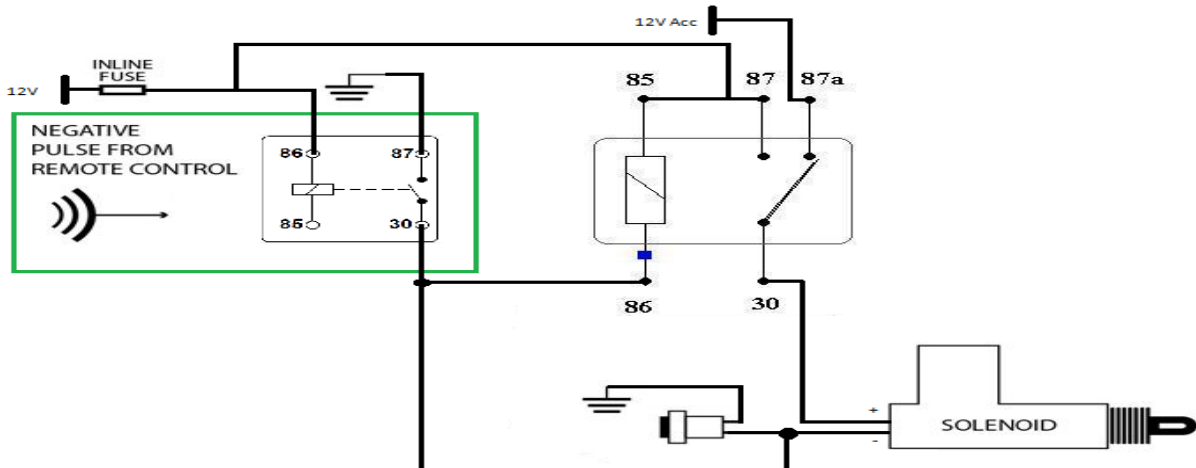 12V Acc
INLINE
FUSE
12V
85
87
87a
NEGATIVE
PULSE FROM
REMOTE CONTROL
86
87
85
30
86
30
+
SOLENOID
-